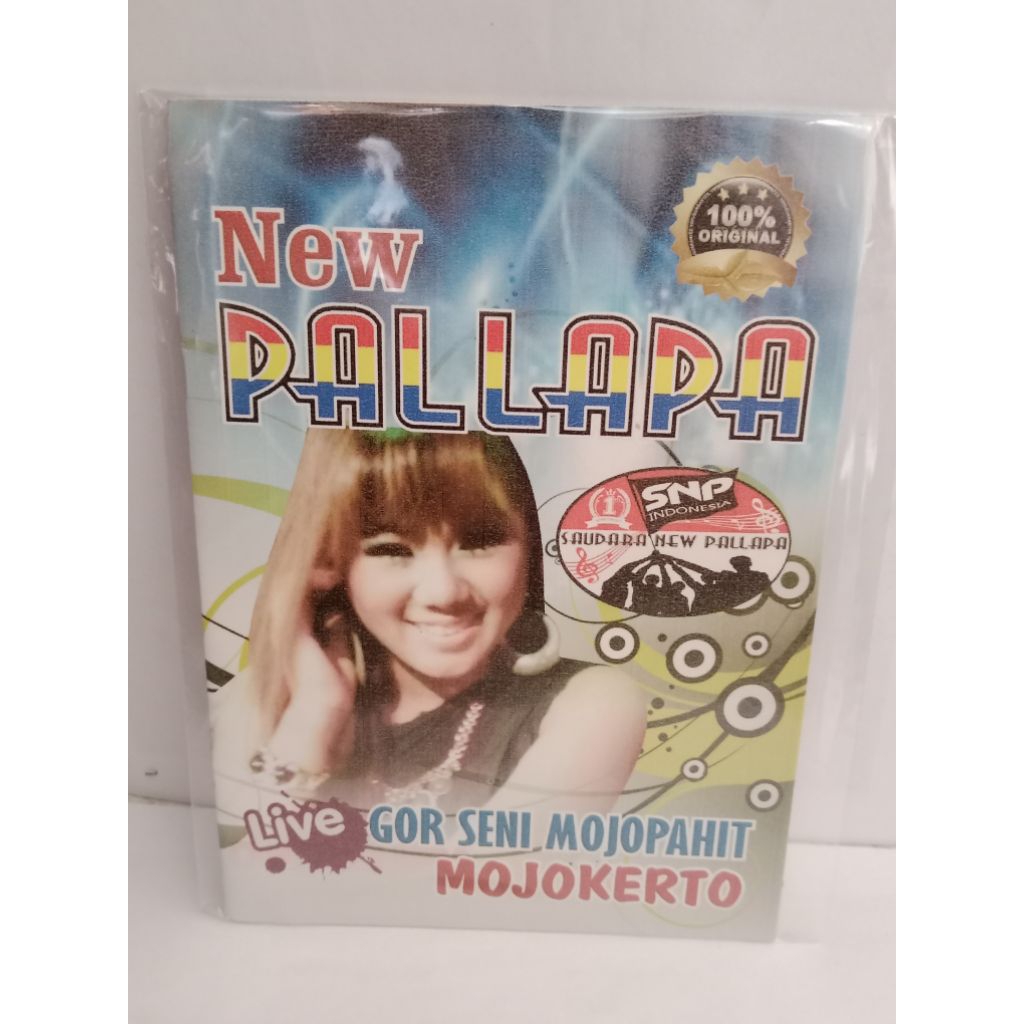 New
100%
ORIGINAL
PALLAPA
1
SNP
INDONESIA
SAUDARA NEW PALLAPA
Live
GOR SENI MOJOPAHIT
MOJOKERTO